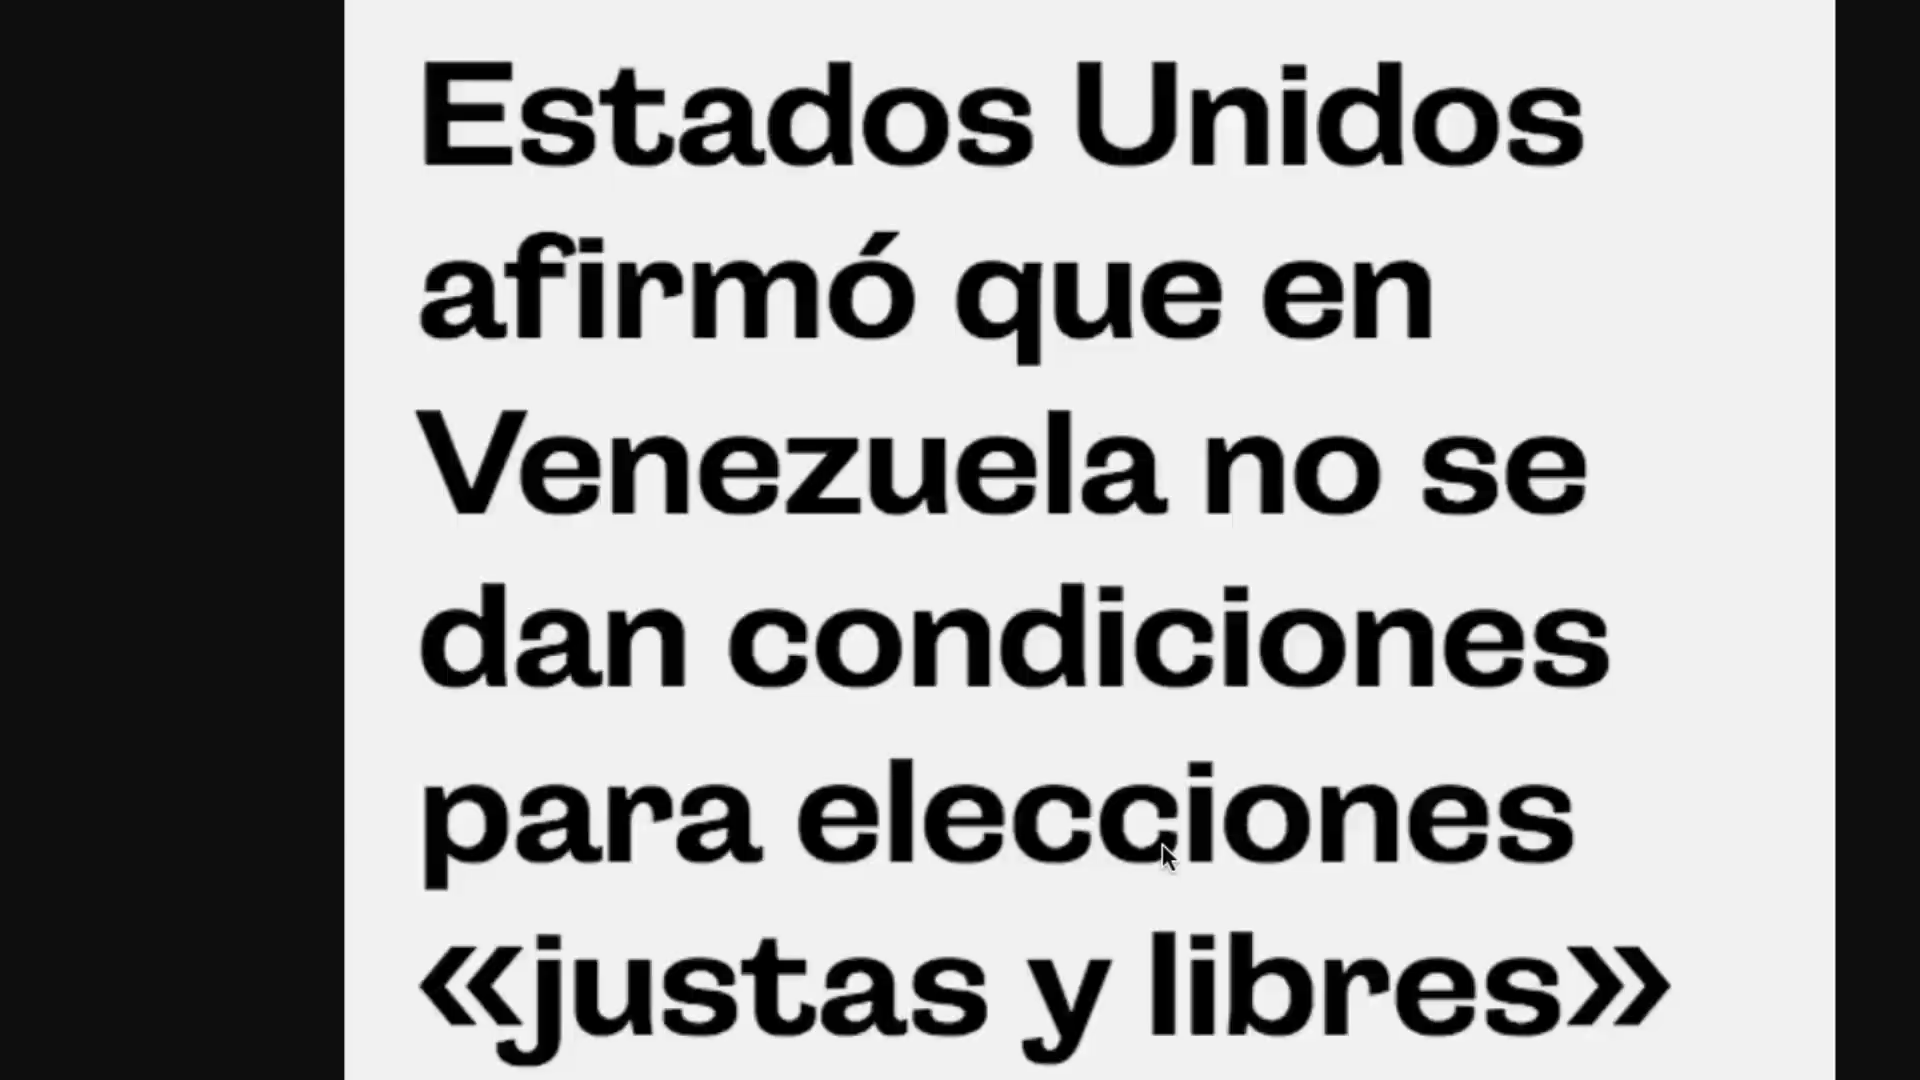 Estados Unidos
afirmó que en
Venezuela no se
dan condiciones
para elecciones
«justas y libres»